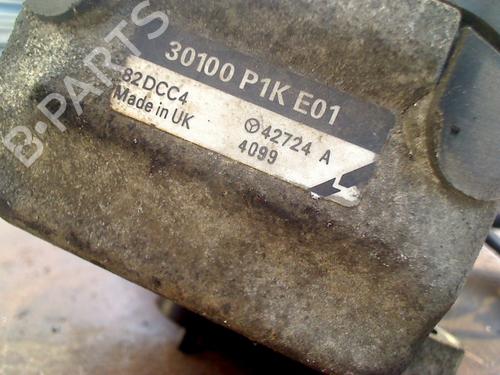 B-PARTS
30100 P1K E01
82DCC4
Made in UK
42724 A
4099